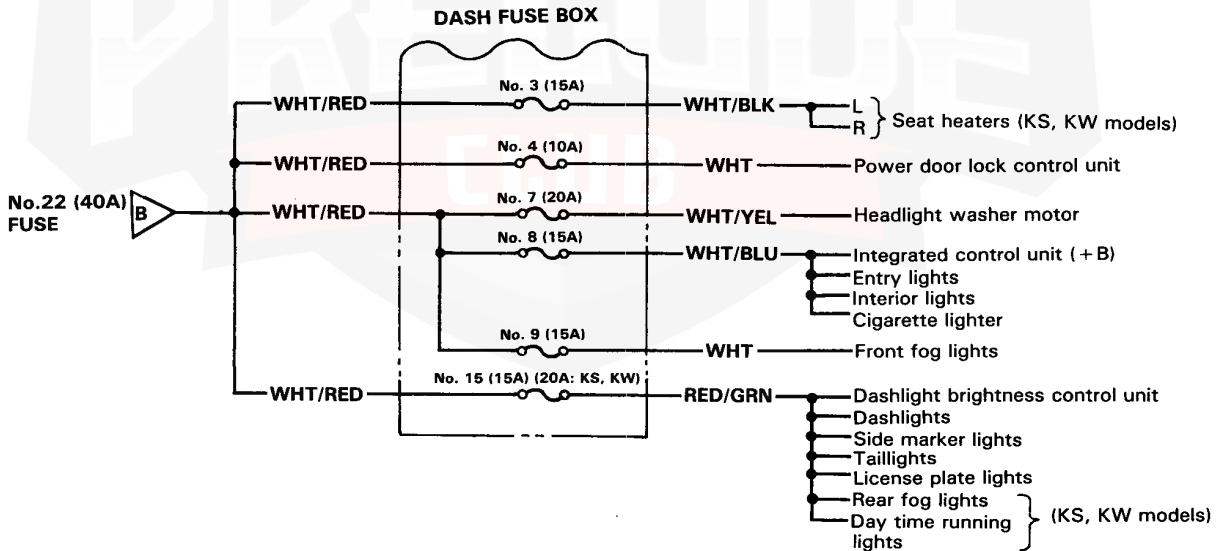 PRELUDE
CLUB
DASH FUSE BOX
No. 3 (15A)
WHT/RED
WHT/BLK
L
R
Seat heaters (KS, KW models)
No. 4 (10A)
WHT/RED
WHT
Power door lock control unit
No.22 (40A)
FUSE
B
No. 7 (20A)
WHT/RED
WHT/YEL
Headlight washer motor
No. 8 (15A)
WHT/BLU
Integrated control unit (+B)
Entry lights
Interior lights
Cigarette lighter
No. 9 (15A)
WHT
Front fog lights
No. 15 (15A) (20A: KS, KW)
WHT/RED
RED/GRN
Dashlight brightness control unit
Dashlights
Side marker lights
Taillights
License plate lights
Rear fog lights
Day time running
lights
(KS, KW models)